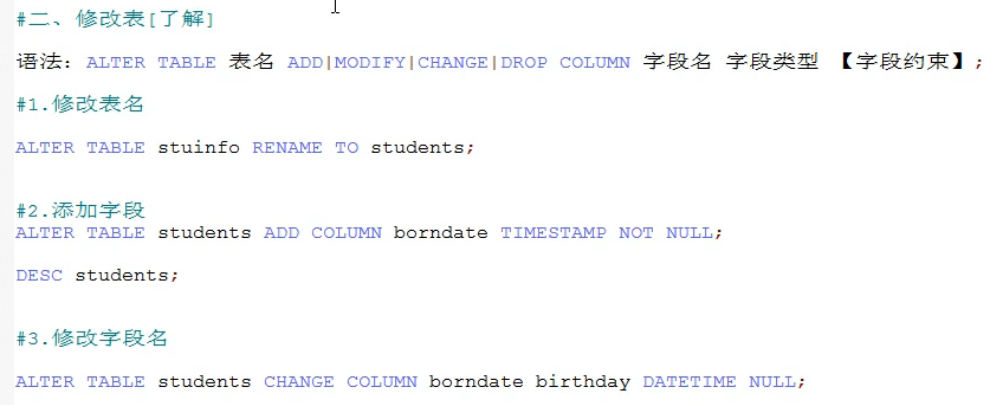 #二、修改表[了解]
语法：ALTER TABLE 表名 ADD|MODIFY|CHANGE|DROP COLUMN 字段名 字段类型 【字段约束】;
#1.修改表名
ALTER TABLE stuinfo RENAME TO students;
#2.添加字段
ALTER TABLE students ADD COLUMN borndate TIMESTAMP NOT NULL;
DESC students;
#3.修改字段名
ALTER TABLE students CHANGE COLUMN borndate birthday DATETIME NULL;